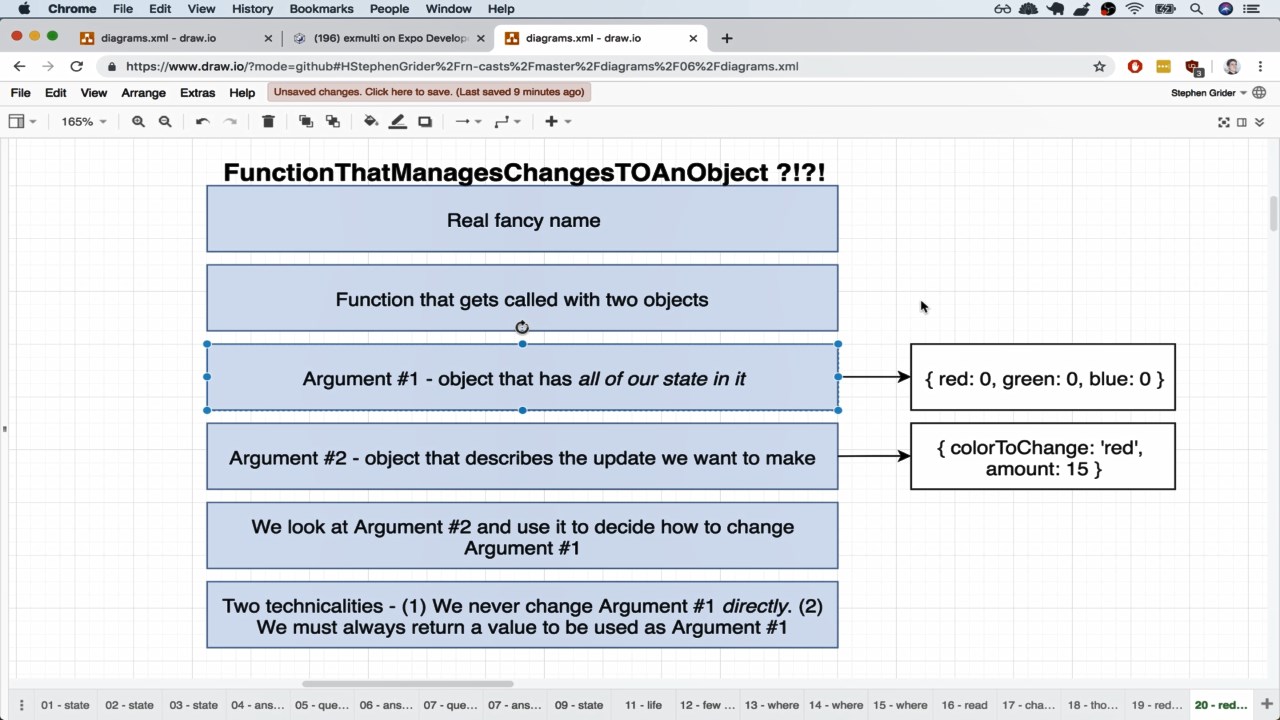 Chrome File Edit View History Bookmarks People Window Help
diagrams.xml - draw.io
(196) exmulti on Expo Develop
diagrams.xml - draw.io
https://www.draw.io/?mode=github#HStephenGrider%2Frn-casts%2Fmaster%2Fdiagrams%2F06%2Fdiagrams.xml
3
File Edit View Arrange Extras Help Unsaved changes. Click here to save. (Last saved 9 minutes ago) Stephen Grider
165%
FunctionThatManagesChangesTOAnObject ?!?!
Real fancy name
Function that gets called with two objects
Argument #1 - object that has all of our state in it
{ red: 0, green: 0, blue: 0 }
Argument #2 - object that describes the update we want to make
{ colorToChange: 'red',
amount: 15 }
We look at Argument #2 and use it to decide how to change
Argument #1
Two technicalities - (1) We never change Argument #1 directly. (2)
We must always return a value to be used as Argument #1
01 - state 02 - state 03 - state 04 - ans... 05 - que... 06 - ans... 07 - que... 07 - ans... 09 - state 11 - life 12 - few ... 13 - where 14 - where 15 - where 16 - read 17 - cha... 18 - tho... 19 - red... 20 - red...